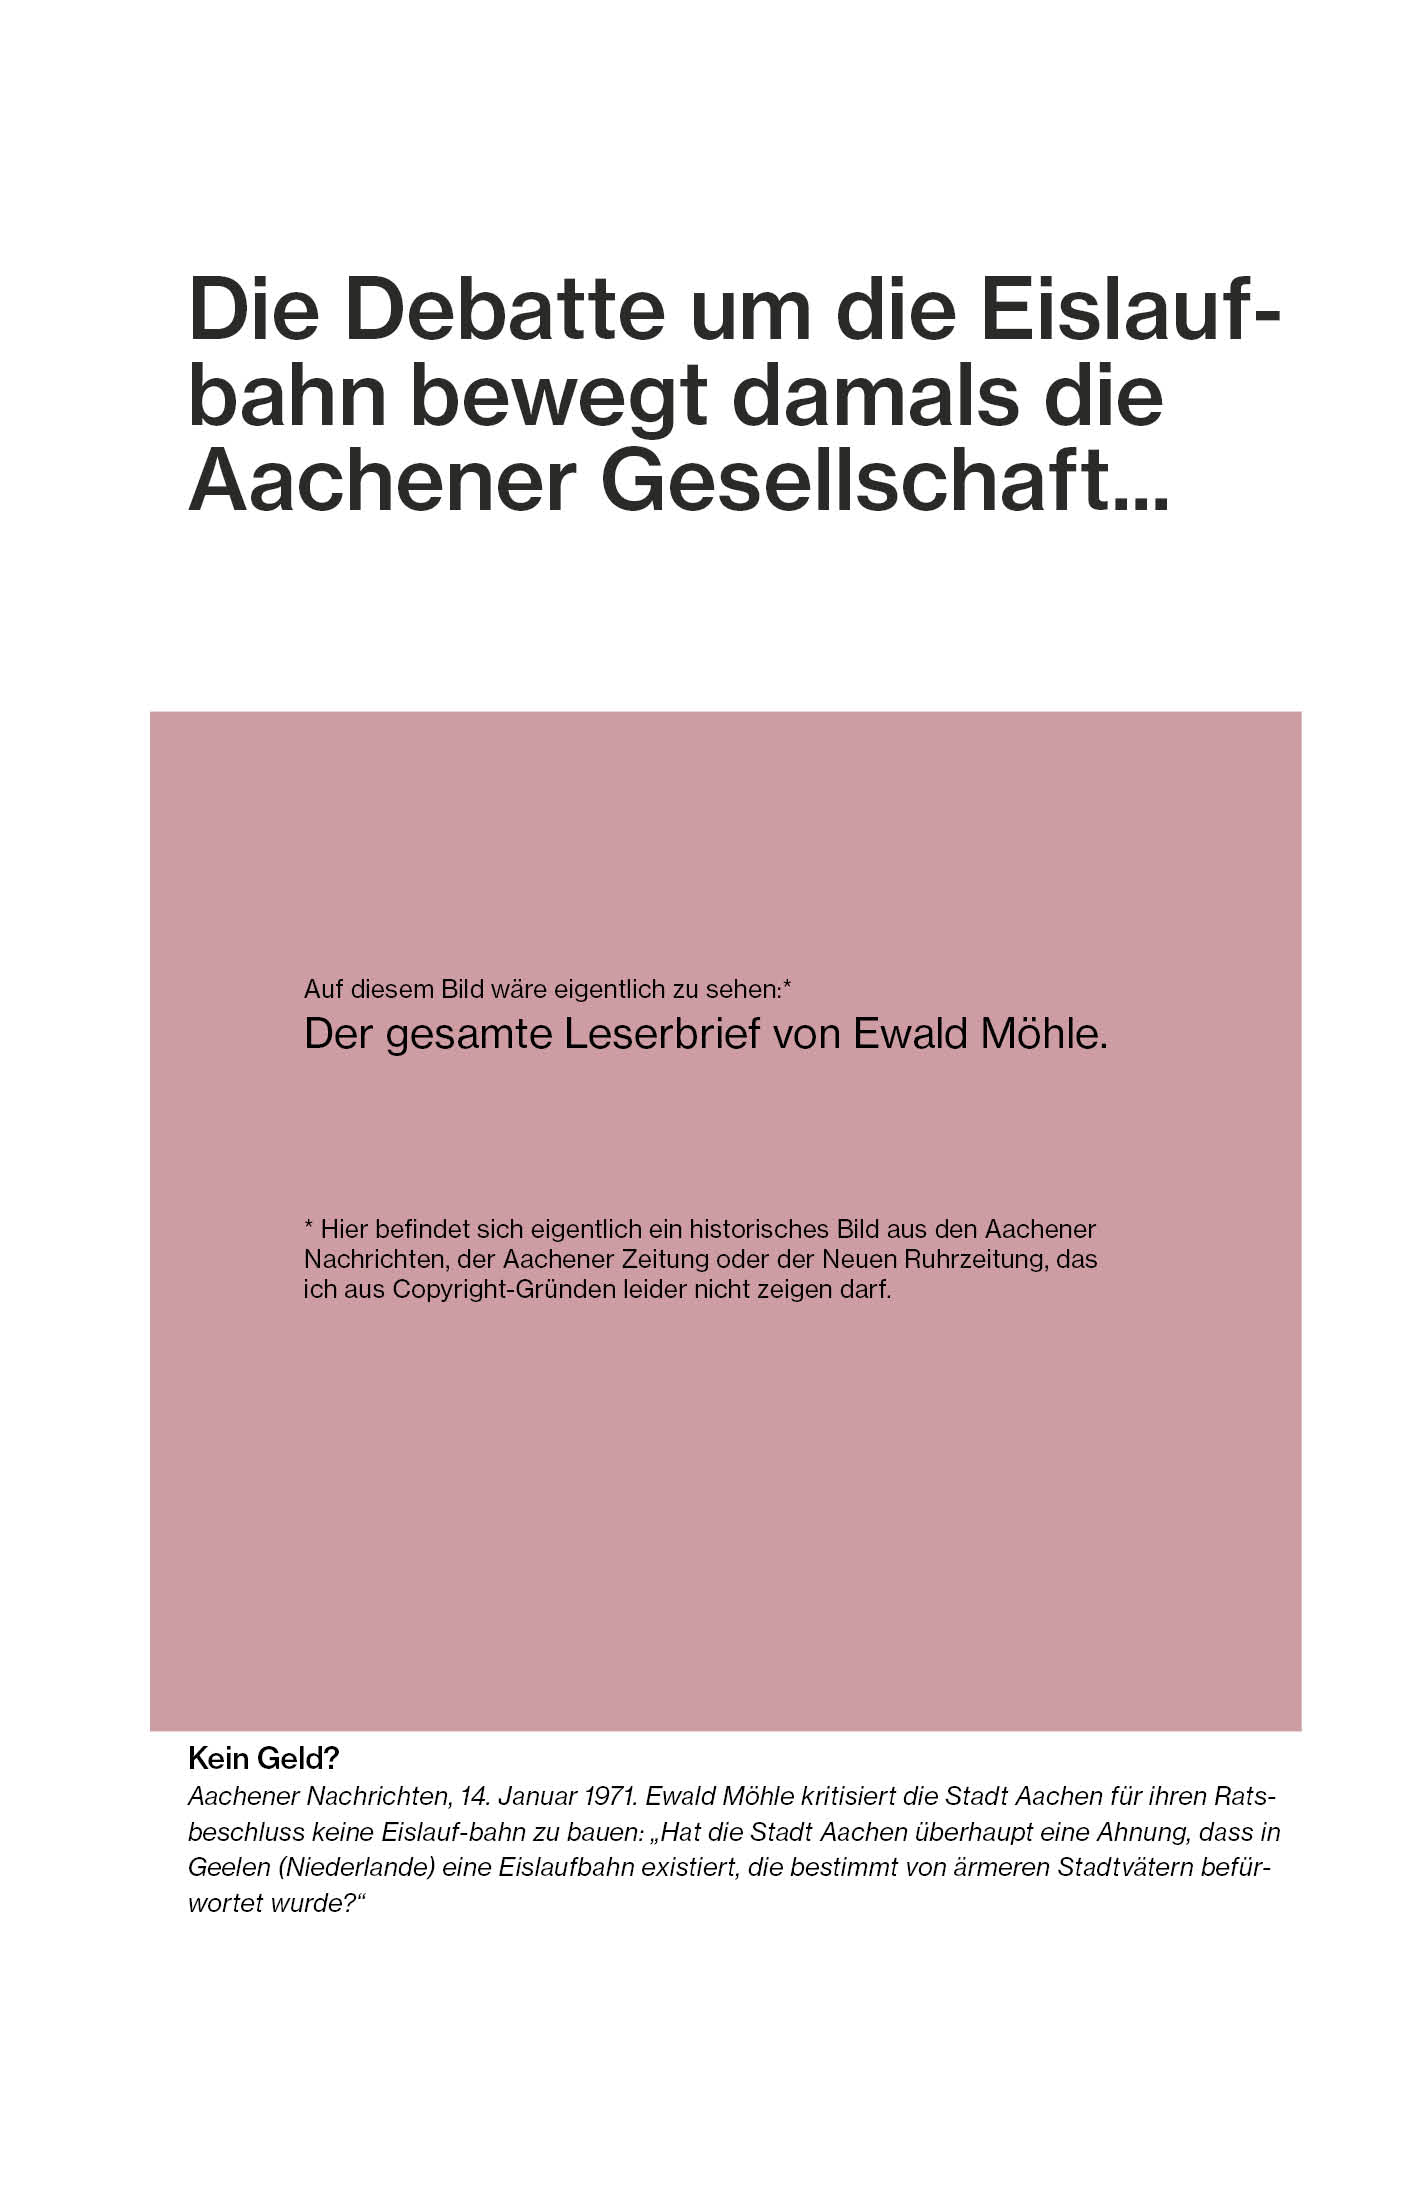 Die Debatte um die Eislauf-
bahn bewegt damals die
Aachener Gesellschaft...
Auf diesem Bild wäre eigentlich zu sehen:*
Der gesamte Leserbrief von Ewald Möhle.
* Hier befindet sich eigentlich ein historisches Bild aus den Aachener
Nachrichten, der Aachener Zeitung oder der Neuen Ruhrzeitung, das
ich aus Copyright-Gründen leider nicht zeigen darf.
Kein Geld?
Aachener Nachrichten, 14. Januar 1971. Ewald Möhle kritisiert die Stadt Aachen für ihren Rats-
beschluss keine Eislauf-bahn zu bauen: „Hat die Stadt Aachen überhaupt eine Ahnung, dass in
Geelen (Niederlande) eine Eislaufbahn existiert, die bestimmt von ärmeren Stadtvätern befür-
wortet wurde?“